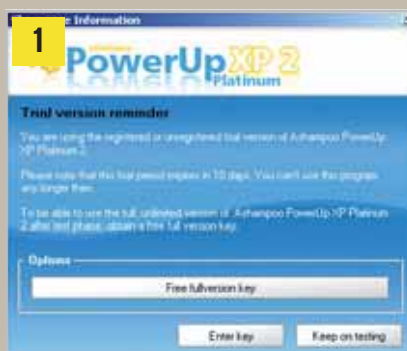 1
Information
PowerUp XP 2
Platinum
Trial version reminder
You are using the registered or unregistered trial version of Ashampoo PowerUp
XP Platinum 2.
Please note that this trial period expires in 10 days. You can't use this program
any longer then.
To be able to use the full, unlimited version of Ashampoo PowerUp XP Platinum
2 after test phase, obtain a free full version key.
Options
Free fullversion key
Enter key
Keep on testing